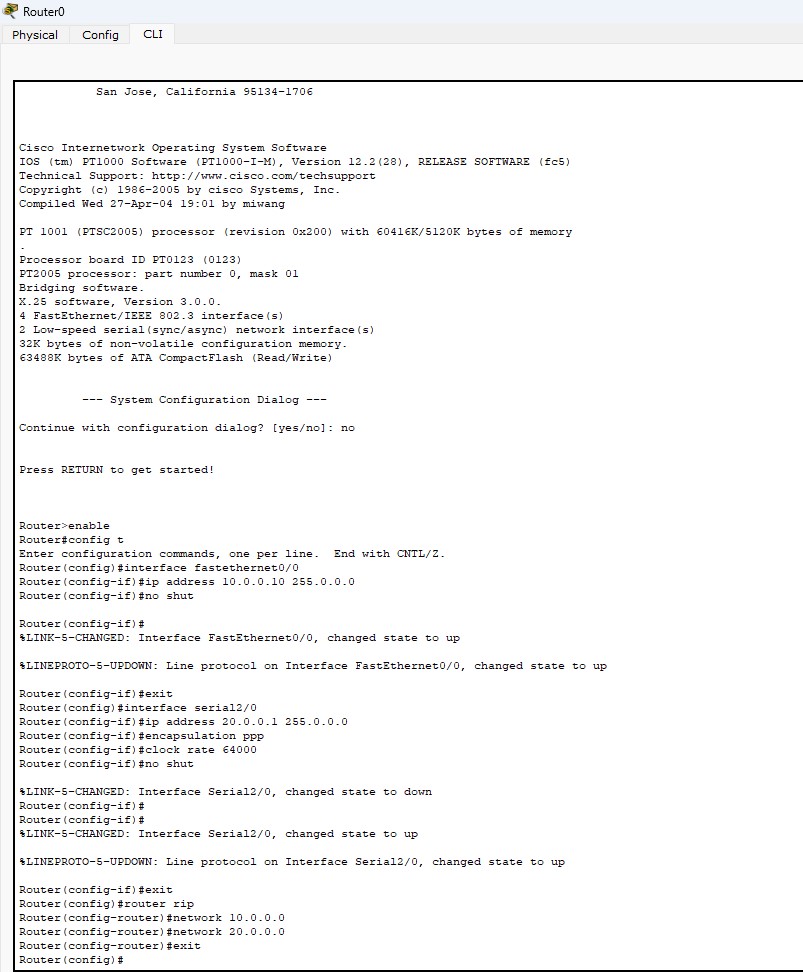 Router0
Physical Config CLI
San Jose, California 95134-1706
Cisco Internetwork Operating System Software
IOS (tm) PT1000 Software (PT1000-I-M), Version 12.2(28), RELEASE SOFTWARE (fc5)
Technical Support: http://www.cisco.com/techsupport
Copyright (c) 1986-2005 by cisco Systems, Inc.
Compiled Wed 27-Apr-04 19:01 by miwang
PT 1001 (PTSC2005) processor (revision 0x200) with 60416K/5120K bytes of memory
.
Processor board ID PT0123 (0123)
PT2005 processor: part number 0, mask 01
Bridging software.
X.25 software, Version 3.0.0.
4 FastEthernet/IEEE 802.3 interface(s)
2 Low-speed serial(sync/async) network interface(s)
32K bytes of non-volatile configuration memory.
63488K bytes of ATA CompactFlash (Read/Write)
--- System Configuration Dialog ---
Continue with configuration dialog? [yes/no]: no
Press RETURN to get started!
Router>enable
Router#config t
Enter configuration commands, one per line.  End with CNTL/Z.
Router(config)#interface fastethernet0/0
Router(config-if)#ip address 10.0.0.10 255.0.0.0
Router(config-if)#no shut
Router(config-if)#
%LINK-5-CHANGED: Interface FastEthernet0/0, changed state to up
%LINEPROTO-5-UPDOWN: Line protocol on Interface FastEthernet0/0, changed state to up
Router(config-if)#exit
Router(config)#interface serial2/0
Router(config-if)#ip address 20.0.0.1 255.0.0.0
Router(config-if)#encapsulation ppp
Router(config-if)#clock rate 64000
Router(config-if)#no shut
%LINK-5-CHANGED: Interface Serial2/0, changed state to down
Router(config-if)#
Router(config-if)#
%LINK-5-CHANGED: Interface Serial2/0, changed state to up
%LINEPROTO-5-UPDOWN: Line protocol on Interface Serial2/0, changed state to up
Router(config-if)#exit
Router(config)#router rip
Router(config-router)#network 10.0.0.0
Router(config-router)#network 20.0.0.0
Router(config-router)#exit
Router(config)#